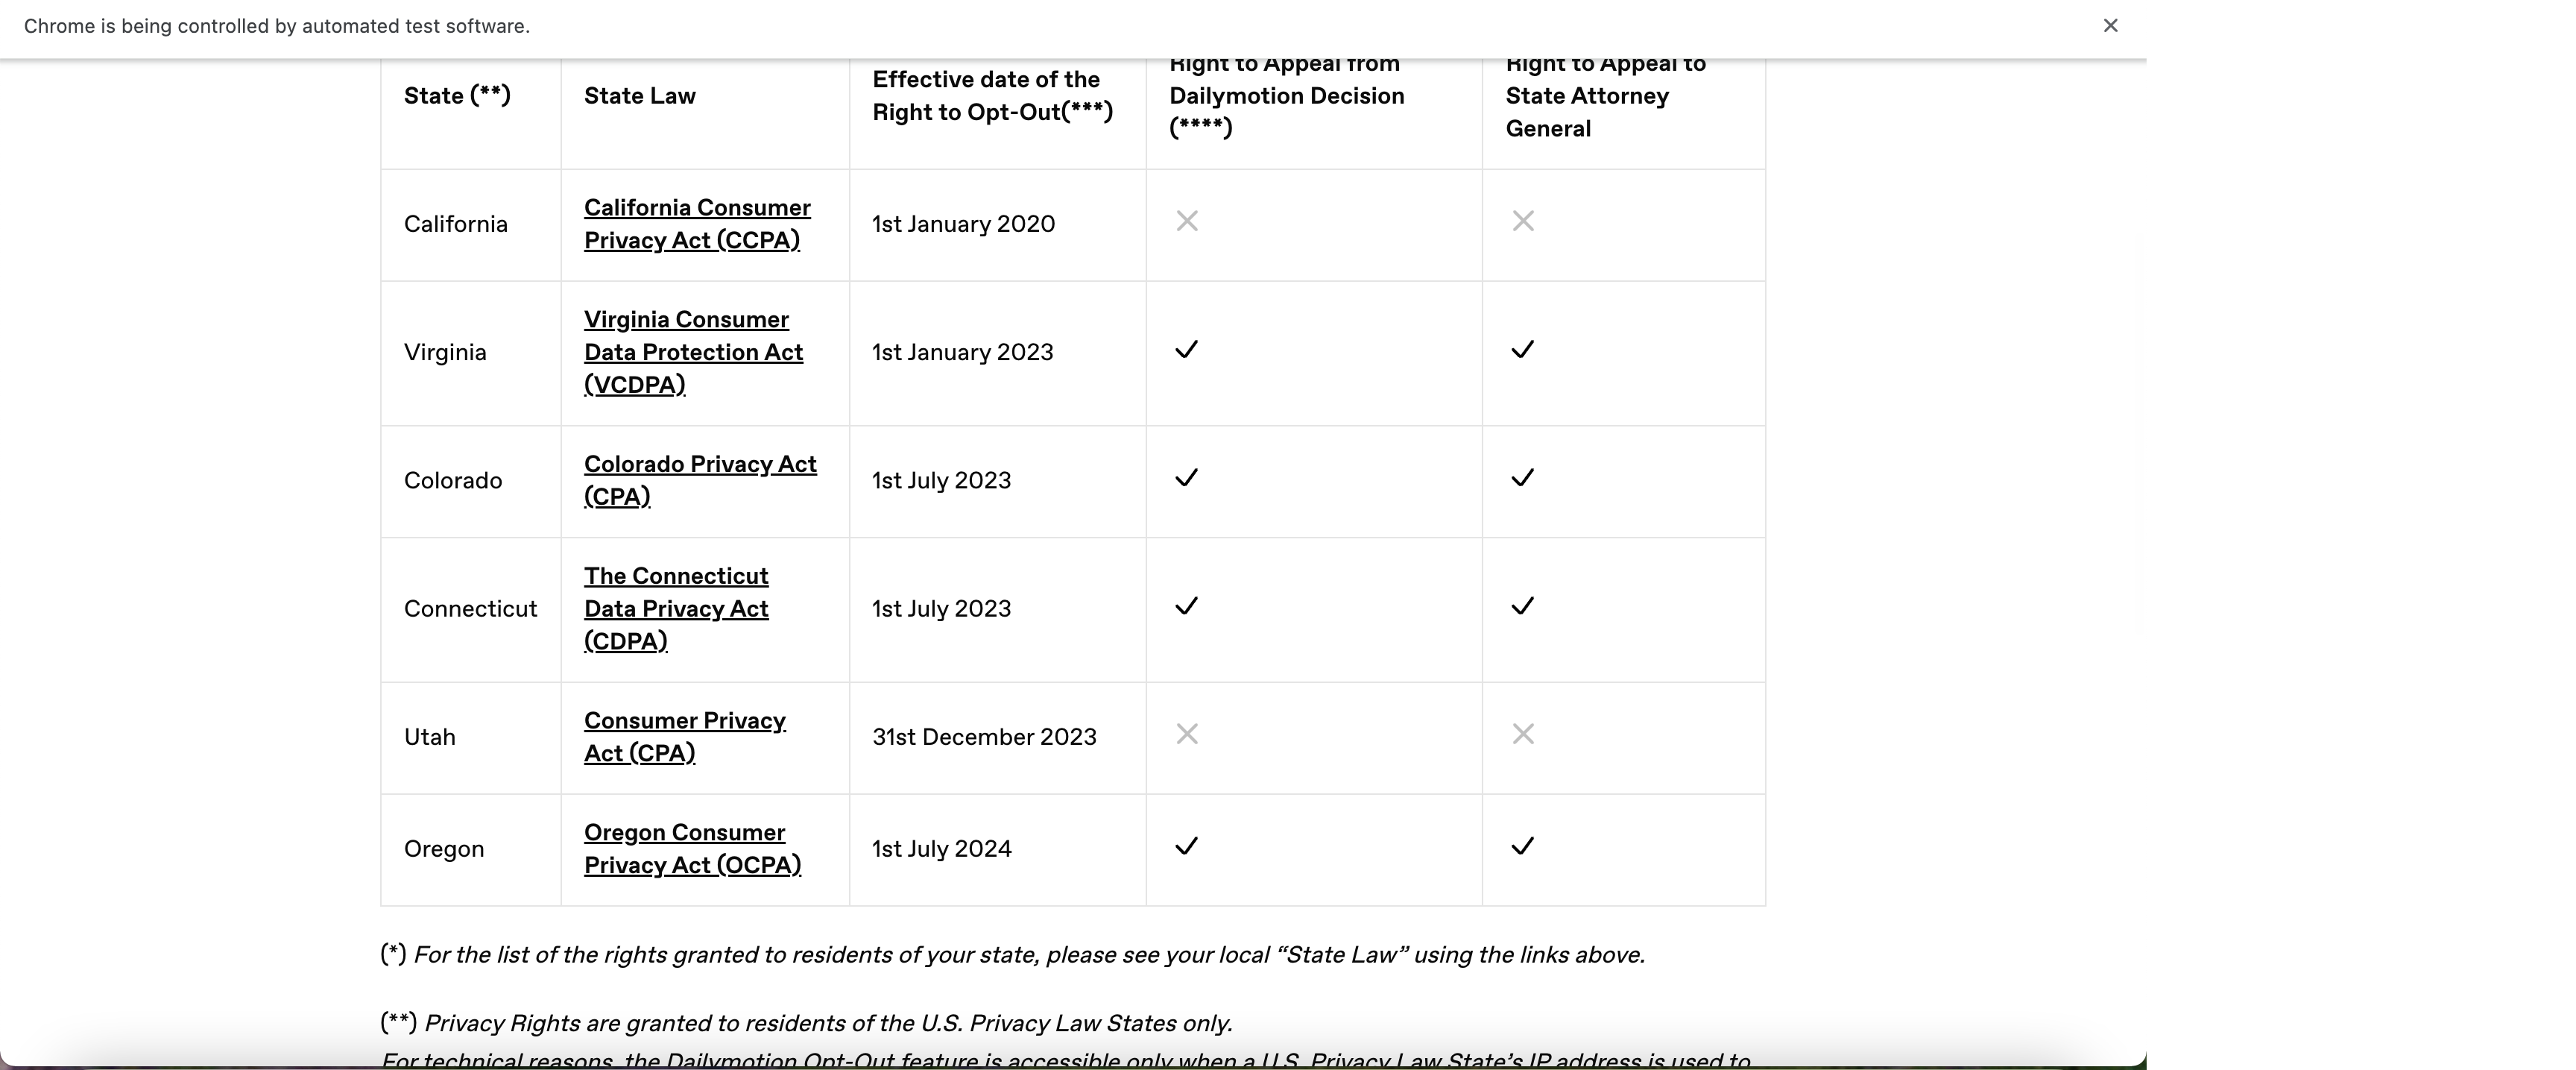 Chrome is being controlled by automated test software.
State (**)
State Law
Effective date of the
Right to Opt-Out(***)
Right to Appeal from
Dailymotion Decision
(****)
Right to Appeal to
State Attorney
General
California
California Consumer
Privacy Act (CCPA)
1st January 2020
Virginia
Virginia Consumer
Data Protection Act
(VCDPA)
1st January 2023
Colorado
Colorado Privacy Act
(CPA)
1st July 2023
Connecticut
The Connecticut
Data Privacy Act
(CDPA)
1st July 2023
Utah
Consumer Privacy
Act (CPA)
31st December 2023
Oregon
Oregon Consumer
Privacy Act (OCPA)
1st July 2024
(*) For the list of the rights granted to residents of your state, please see your local “State Law” using the links above.
(**) Privacy Rights are granted to residents of the U.S. Privacy Law States only.
For technical reasons, the Dailymotion Opt-Out feature is accessible only when a U.S. Privacy Law State’s IP address is used to